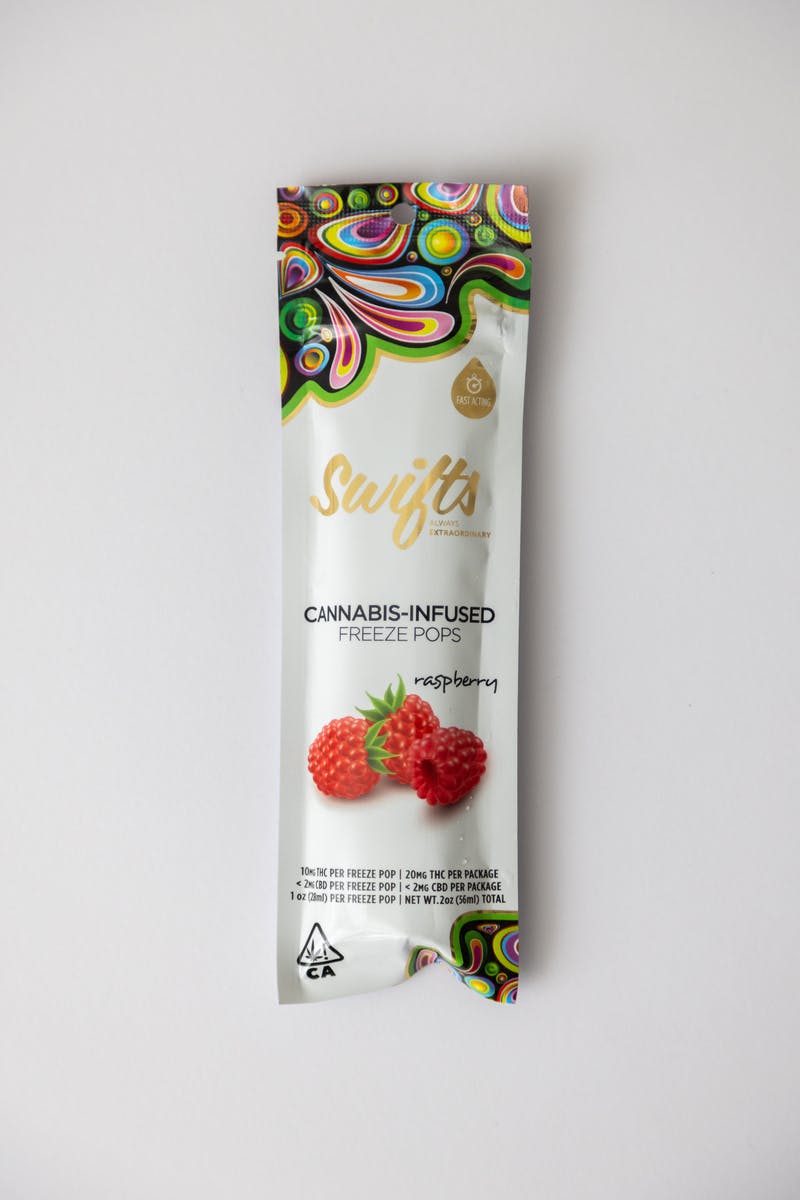 FAST ACTING
Swifts
ALWAYS
EXTRAORDINARY
CANNABIS-INFUSED
FREEZE POPS
raspberry
10MG THC PER FREEZE POP | 20MG THC PER PACKAGE
< 2MG CBD PER FREEZE POP | < 2MG CBD PER PACKAGE
1 oz (28ml) PER FREEZE POP | NET WT. 2oz (56ml) TOTAL
!
CA